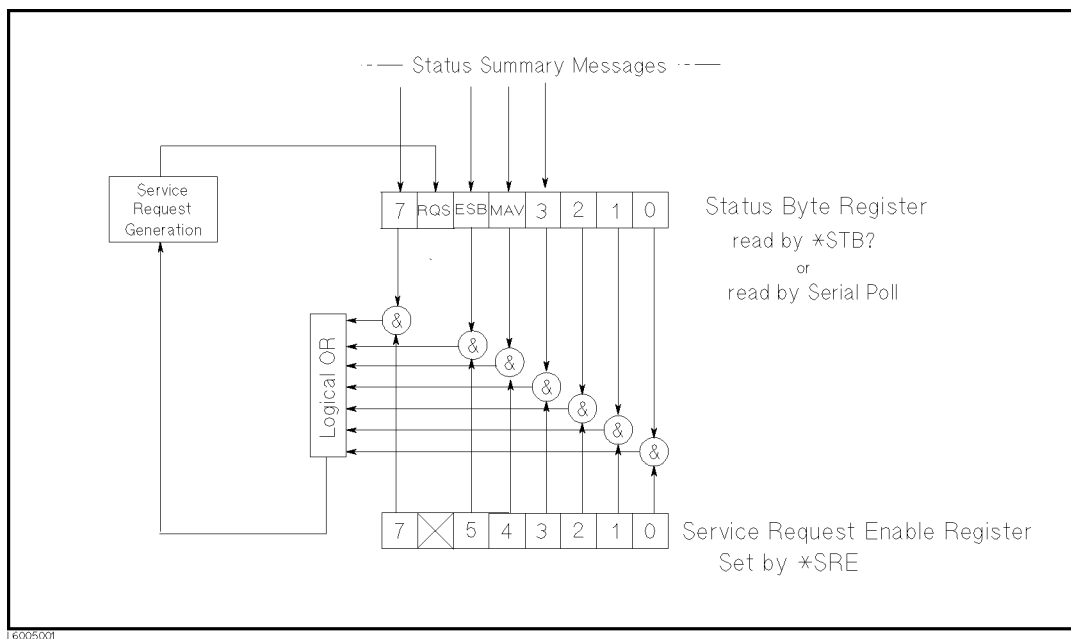 Status Summary Messages
Service
Request
Generation
7 RQS ESB MAV 3 2 1 0
Status Byte Register
read by *STB?
or
read by Serial Poll
&
&
&
&
&
&
&
Logical OR
7 5 4 3 2 1 0
Service Request Enable Register
Set by *SRE
L6005001